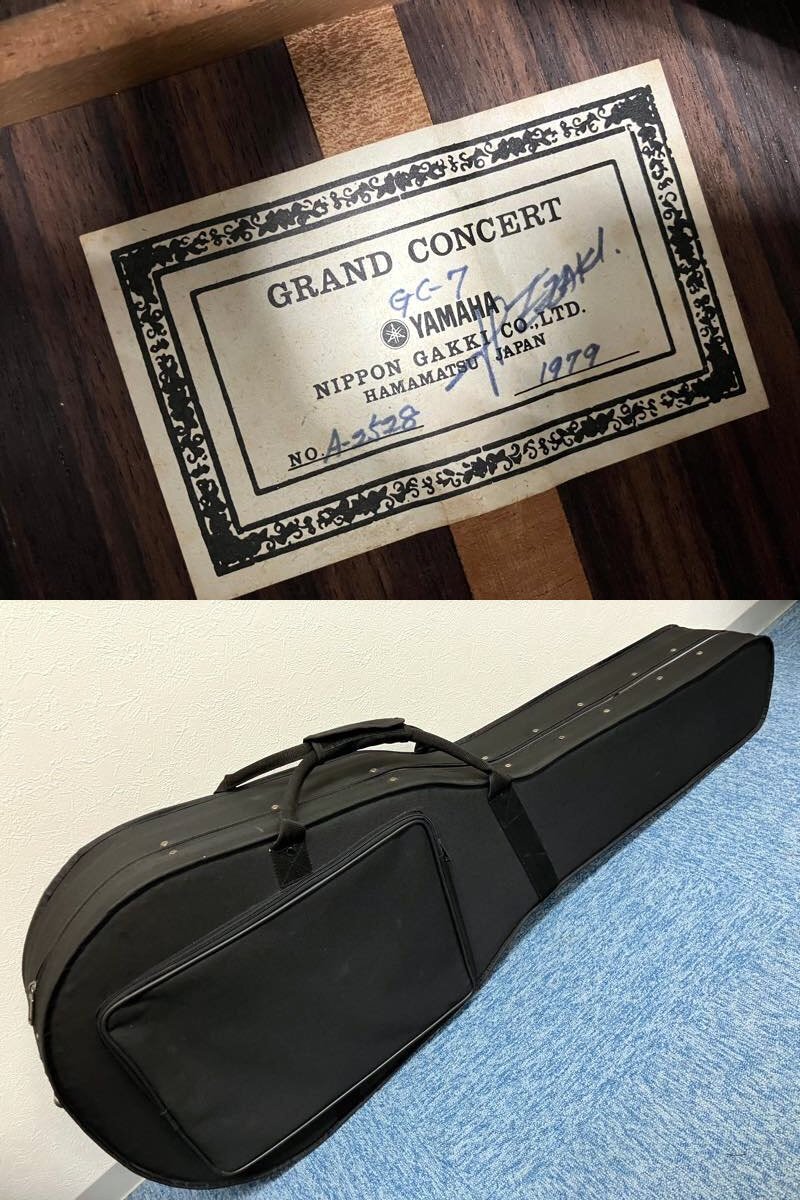 GRAND CONCERT
GC-7
YAMAHA
NIPPON GAKKI CO.,LTD.
HAMAMATSU JAPAN
NO. A-2528 1979